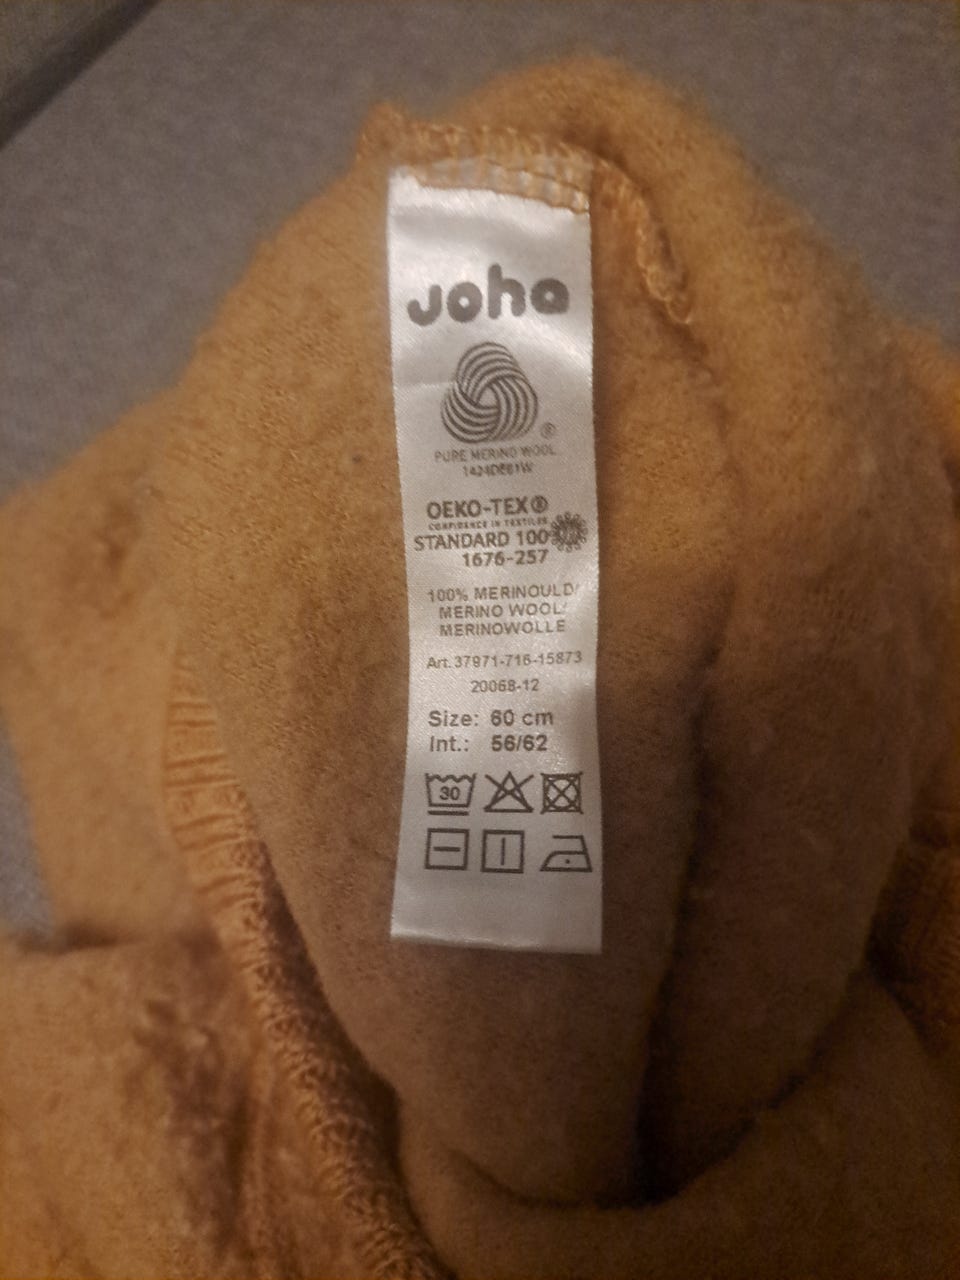 Joha
PURE MERINO WOOL
OEKO-TEX®
CONFIDENCE IN TEXTILES
STANDARD 100
1676-257
100% MERINOULD/
MERINO WOOL/
MERINOWOLLE
Art. 37971-716-15873
20068-12
Size: 60 cm
Int.: 56/62
30